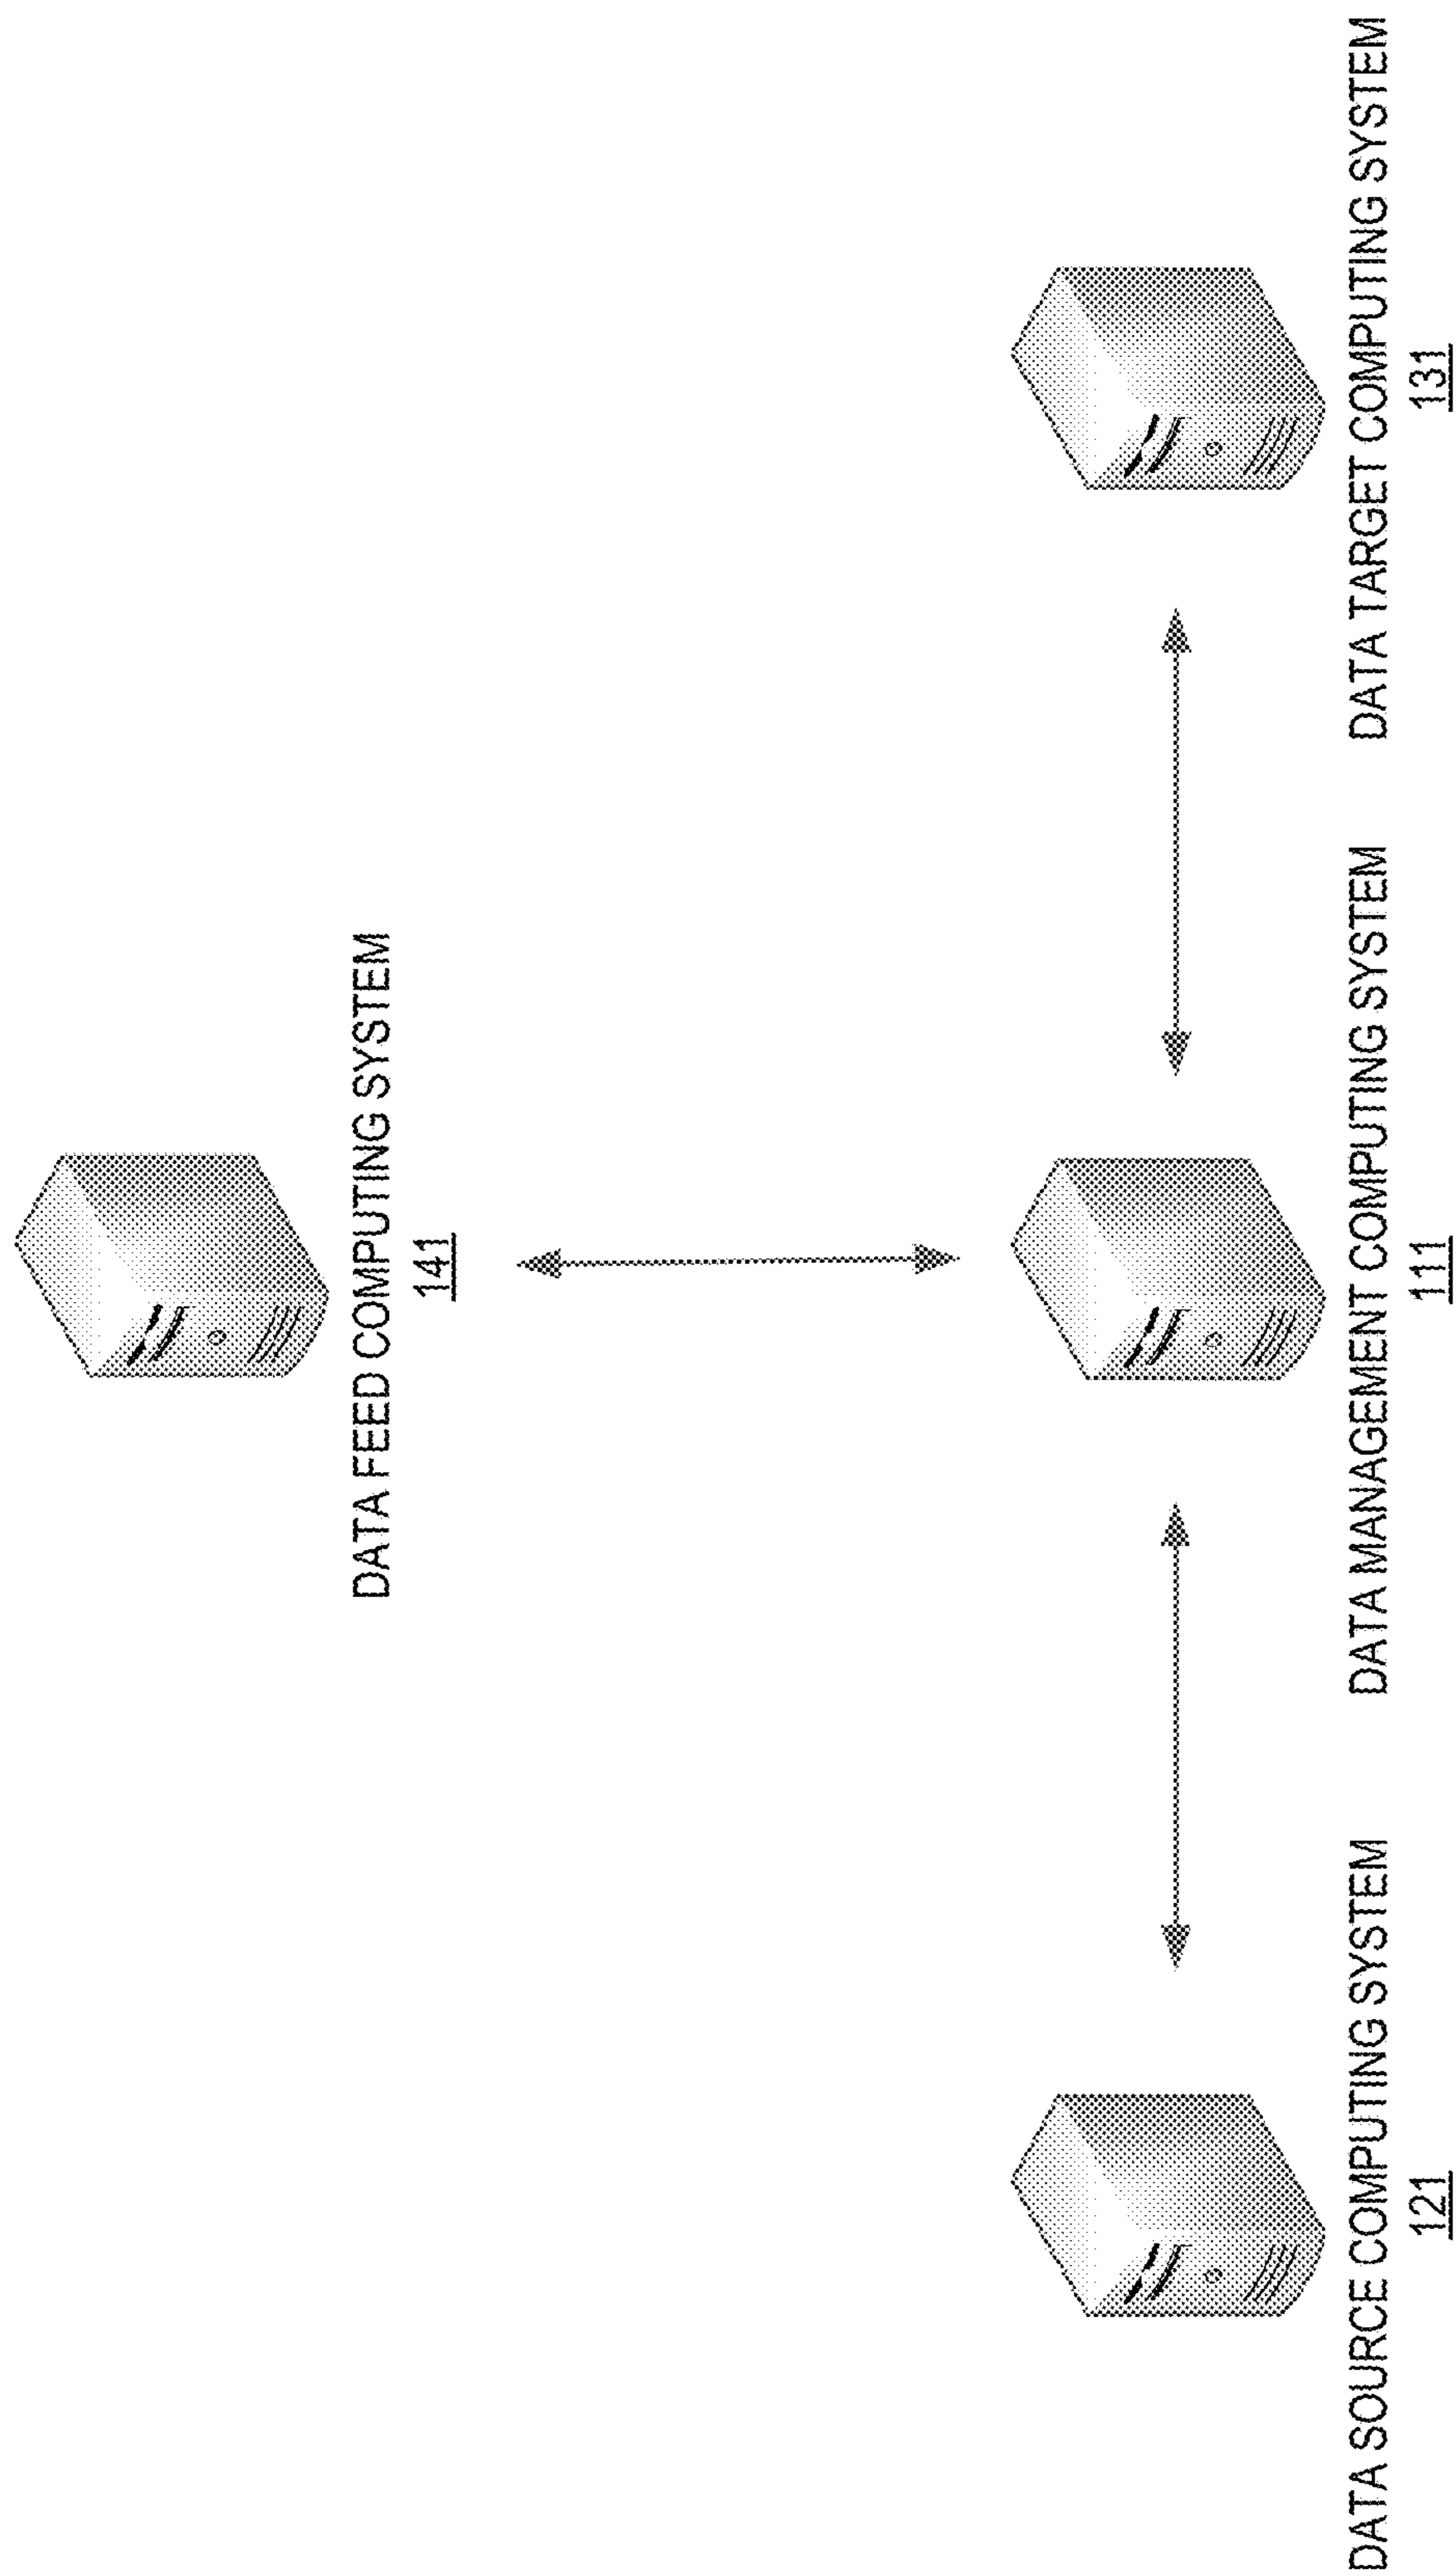 DATA FEED COMPUTING SYSTEM
141
DATA SOURCE COMPUTING SYSTEM
121
DATA MANAGEMENT COMPUTING SYSTEM
111
DATA TARGET COMPUTING SYSTEM
131